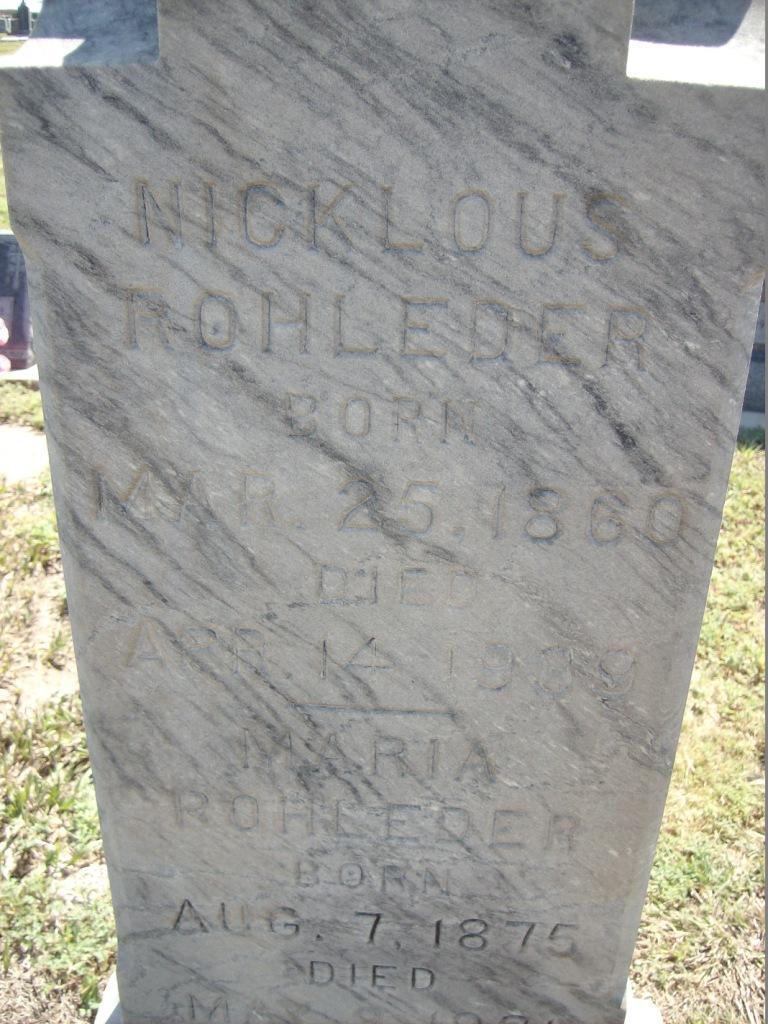 NICKLOUS
ROHLEDER
BORN
MAR. 25, 1860
DIED
APR. 14 1939
MARIA
ROHLEDER
BORN
AUG. 7, 1875
DIED